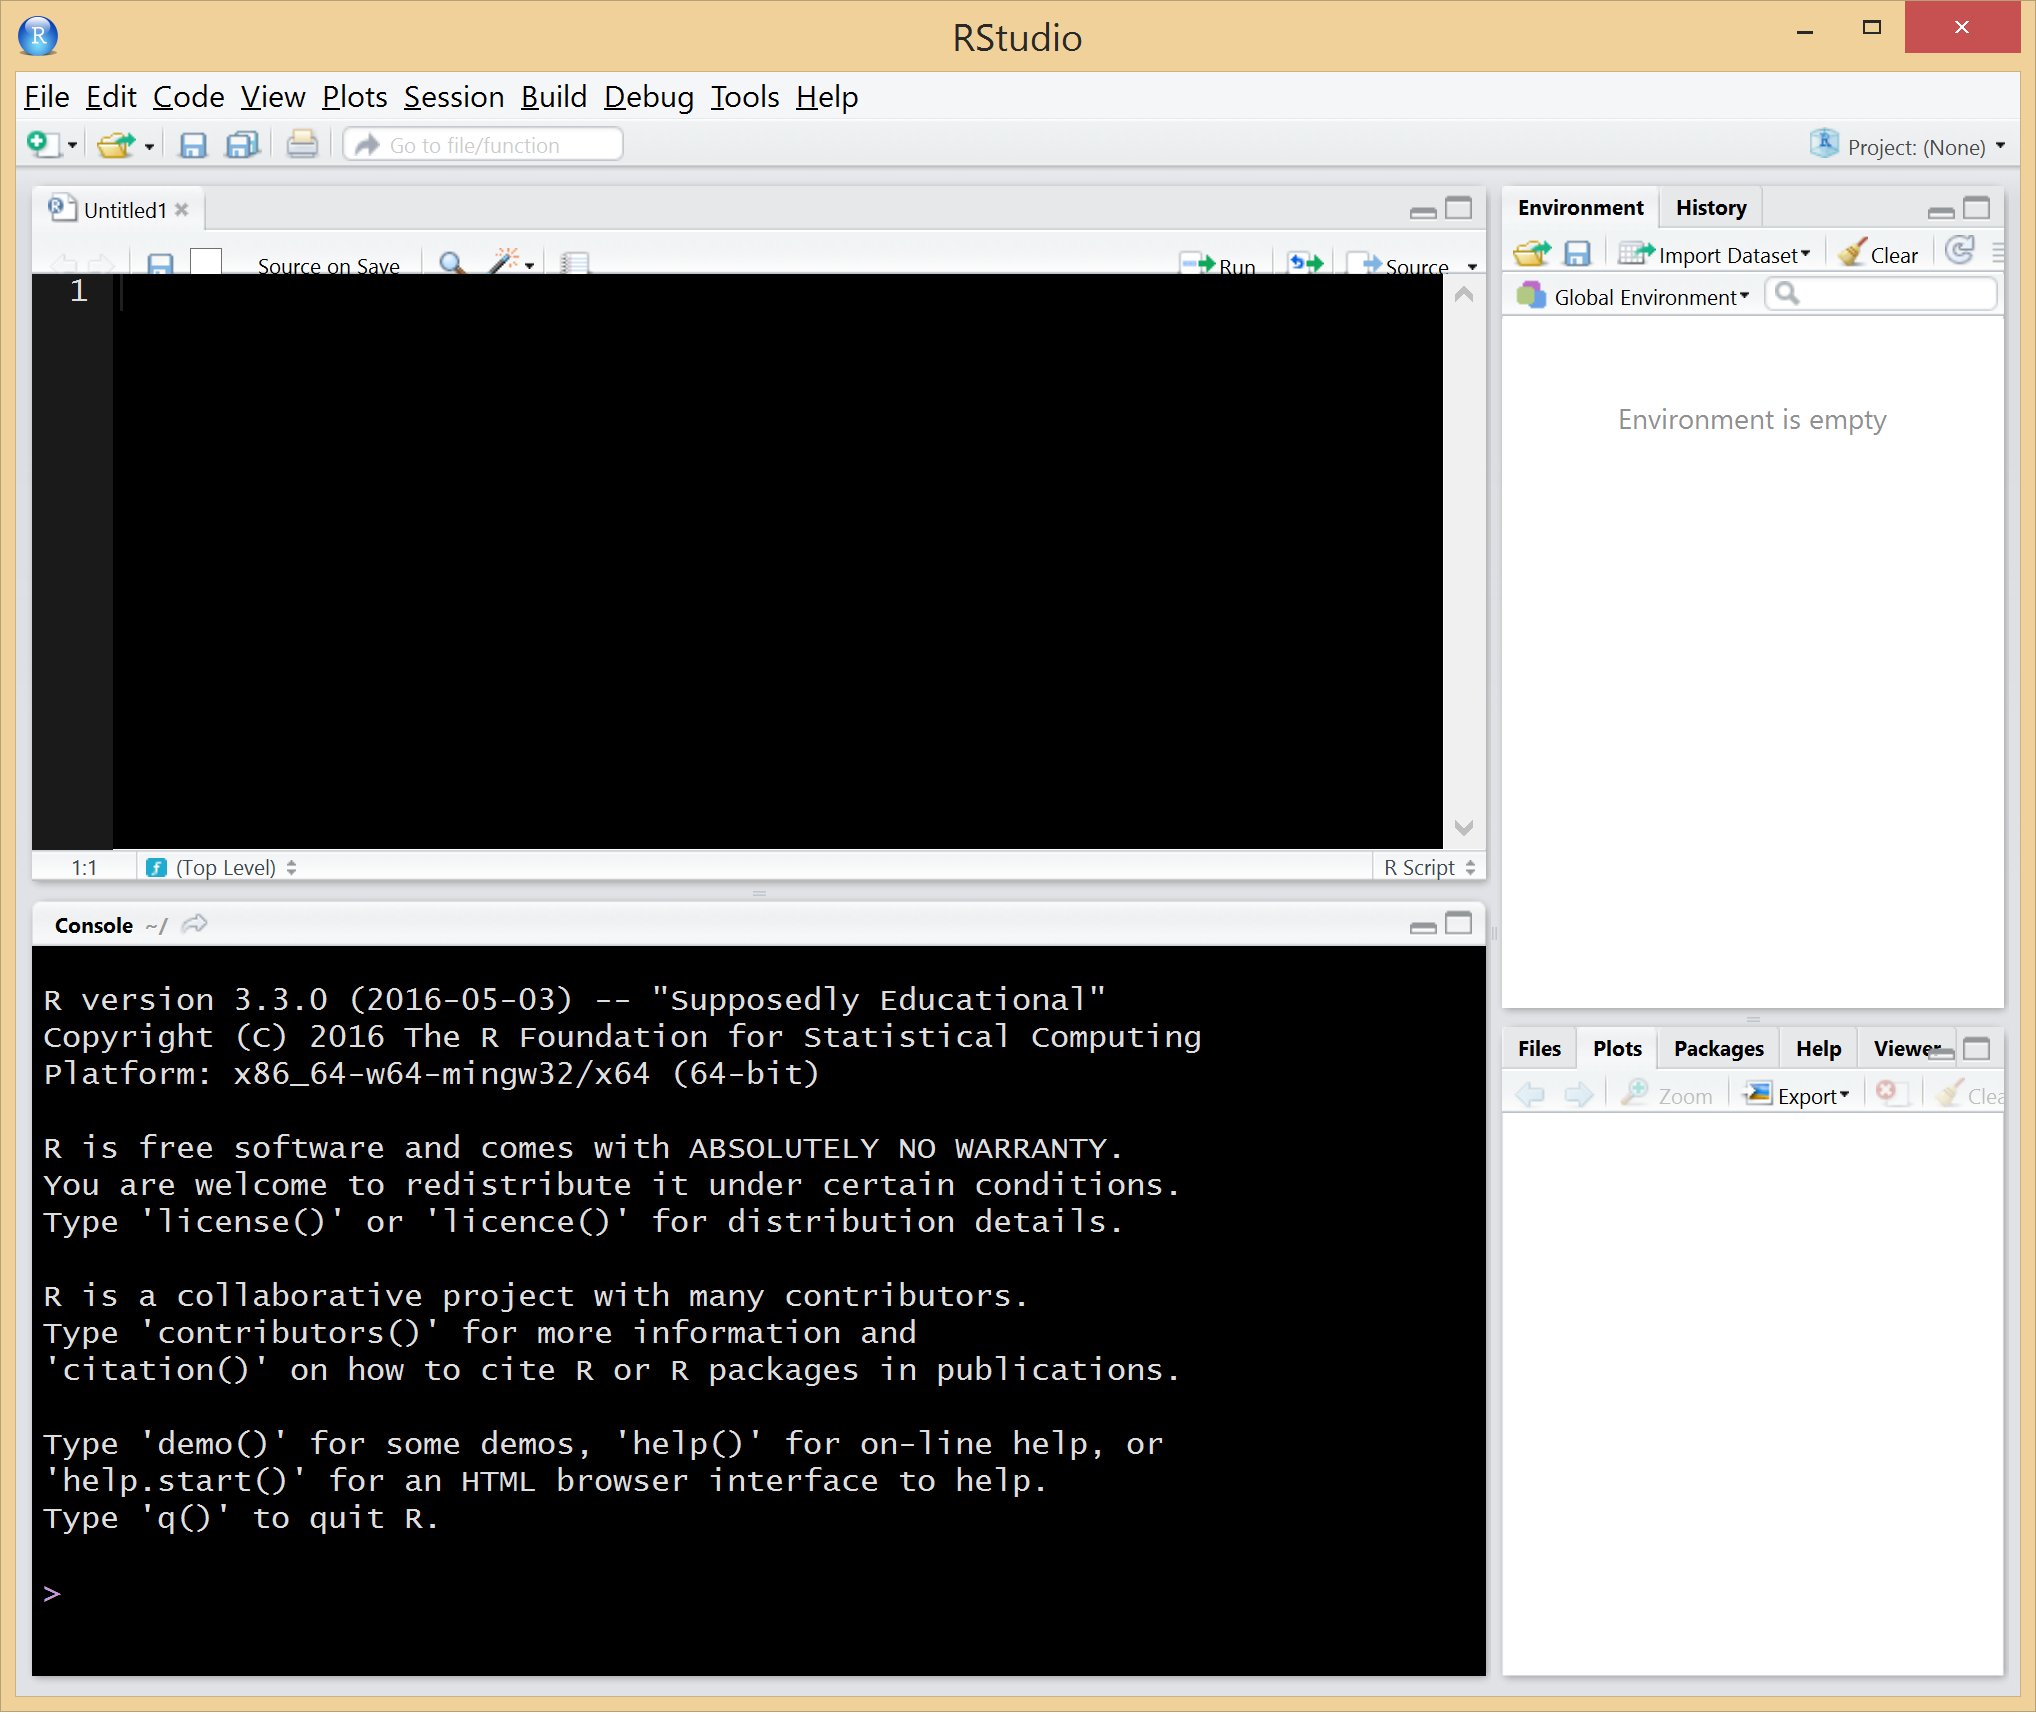 R
RStudio
File Edit Code View Plots Session Build Debug Tools Help
Go to file/function
R Project: (None)
R Untitled1
Source on Save Run Source
1
1:1 (Top Level) R Script
Console ~/
R version 3.3.0 (2016-05-03) -- "Supposedly Educational"
Copyright (C) 2016 The R Foundation for Statistical Computing
Platform: x86_64-w64-mingw32/x64 (64-bit)
R is free software and comes with ABSOLUTELY NO WARRANTY.
You are welcome to redistribute it under certain conditions.
Type 'license()' or 'licence()' for distribution details.
R is a collaborative project with many contributors.
Type 'contributors()' for more information and
'citation()' on how to cite R or R packages in publications.
Type 'demo()' for some demos, 'help()' for on-line help, or
'help.start()' for an HTML browser interface to help.
Type 'q()' to quit R.
>
Environment History
Import Dataset Clear
Global Environment
Environment is empty
Files Plots Packages Help Viewer
Zoom Export Clea